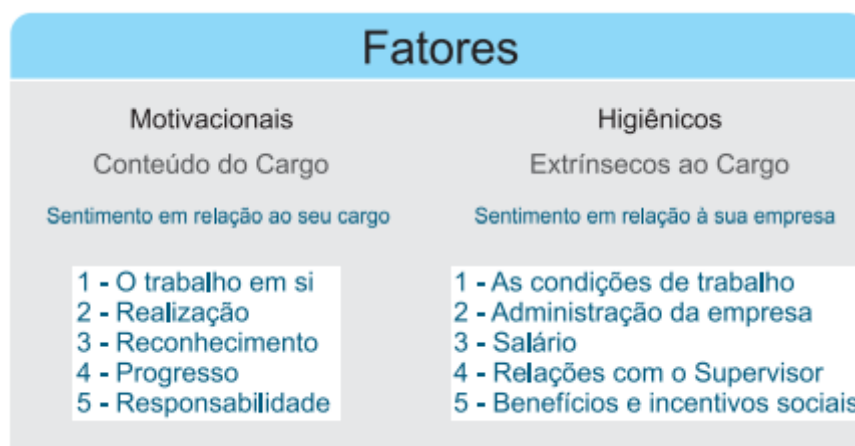 Fatores
Motivacionais
Conteúdo do Cargo
Sentimento em relação ao seu cargo
1 - O trabalho em si
2 - Realização
3 - Reconhecimento
4 - Progresso
5 - Responsabilidade
Higiênicos
Extrínsecos ao Cargo
Sentimento em relação à sua empresa
1 - As condições de trabalho
2 - Administração da empresa
3 - Salário
4 - Relações com o Supervisor
5 - Benefícios e incentivos sociais